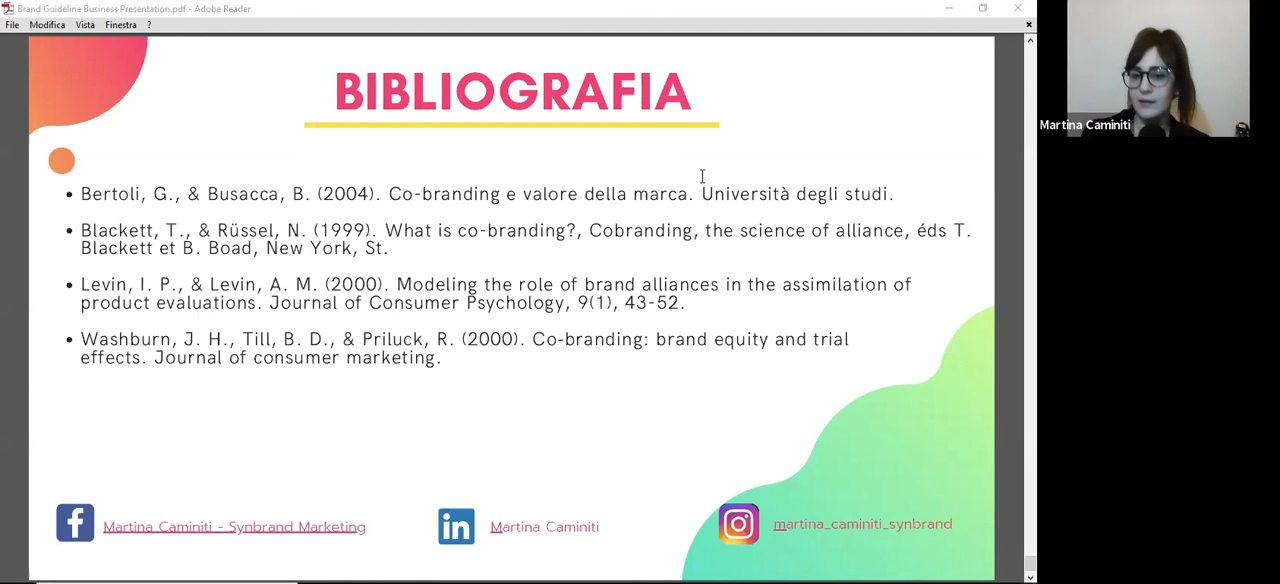 Brand Guideline Business Presentation.pdf - Adobe Reader
File Modifica Vista Finestra ?
BIBLIOGRAFIA
• Bertoli, G., & Busacca, B. (2004). Co-branding e valore della marca. Università degli studi.
• Blackett, T., & Rüssel, N. (1999). What is co-branding?, Cobranding, the science of alliance, éds T.
Blackett et B. Boad, New York, St.
• Levin, I. P., & Levin, A. M. (2000). Modeling the role of brand alliances in the assimilation of
product evaluations. Journal of Consumer Psychology, 9(1), 43-52.
• Washburn, J. H., Till, B. D., & Priluck, R. (2000). Co-branding: brand equity and trial
effects. Journal of consumer marketing.
Martina Caminiti - Synbrand Marketing
in
Martina Caminiti
martina_caminiti_synbrand
Martina Caminiti